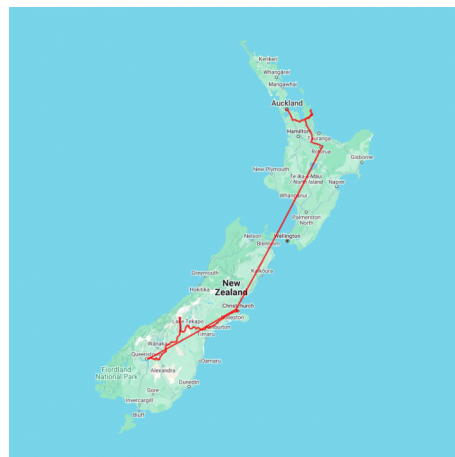 Kerikeri
Whangārei
Mangawhai
Auckland
Hamilton
Tauranga
Rotorua
Gisborne
New Plymouth
Te Ika-a-Māui
/ North Island
Napier
Whanganui
Palmerston
North
Nelson
Wellington
Blenheim
Greymouth
Kaikōura
Hokitika
New
Zealand
Christchurch
Rolleston
Lake Tekapo
Ashburton
Timaru
Wānaka
Queenstown
Oamaru
Fiordland
National Park
Alexandra
Gore
Dunedin
Invercargill
Bluff